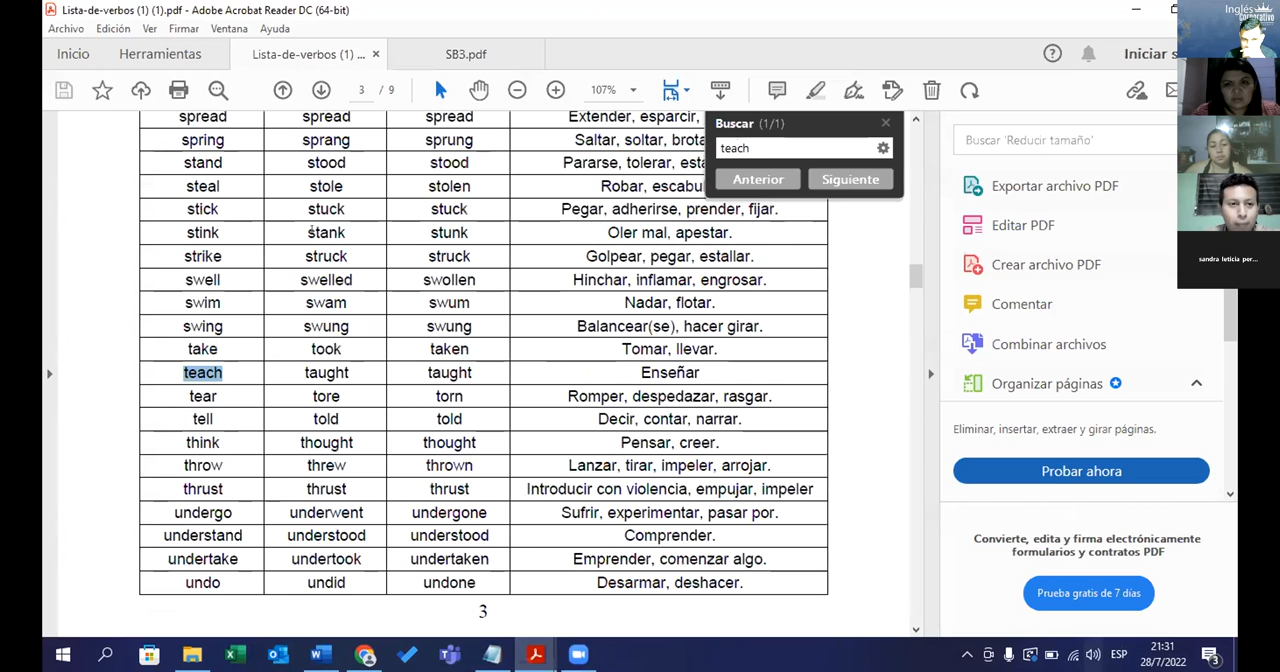 Lista-de-verbos (1) (1).pdf - Adobe Acrobat Reader DC (64-bit)
Archivo Edición Ver Firmar Ventana Ayuda
Inicio Herramientas Lista-de-verbos (1) ... × SB3.pdf Iniciar s
3 / 9 107%
spread spread spread Extender, esparcir,
spring sprang sprung Saltar, soltar, brota
stand stood stood Pararse, tolerar, esta
steal stole stolen Robar, escabu
stick stuck stuck Pegar, adherirse, prender, fijar.
stink stank stunk Oler mal, apestar.
strike struck struck Golpear, pegar, estallar.
swell swelled swollen Hinchar, inflamar, engrosar.
swim swam swum Nadar, flotar.
swing swung swung Balancear(se), hacer girar.
take took taken Tomar, llevar.
teach taught taught Enseñar
tear tore torn Romper, despedazar, rasgar.
tell told told Decir, contar, narrar.
think thought thought Pensar, creer.
throw threw thrown Lanzar, tirar, impeler, arrojar.
thrust thrust thrust Introducir con violencia, empujar, impeler
undergo underwent undergone Sufrir, experimentar, pasar por.
understand understood understood Comprender.
undertake undertook undertaken Emprender, comenzar algo.
undo undid undone Desarmar, deshacer.
3
Buscar (1/1)
teach
Anterior Siguiente
Buscar 'Reducir tamaño'
Exportar archivo PDF
Editar PDF
Crear archivo PDF
Comentar
Combinar archivos
Organizar páginas
Eliminar, insertar, extraer y girar páginas.
Probar ahora
Convierte, edita y firma electrónicamente
formularios y contratos PDF
Prueba gratis de 7 días
Inglés
Corporativo
sandra leticia per...
ESP
21:31
28/7/2022
3